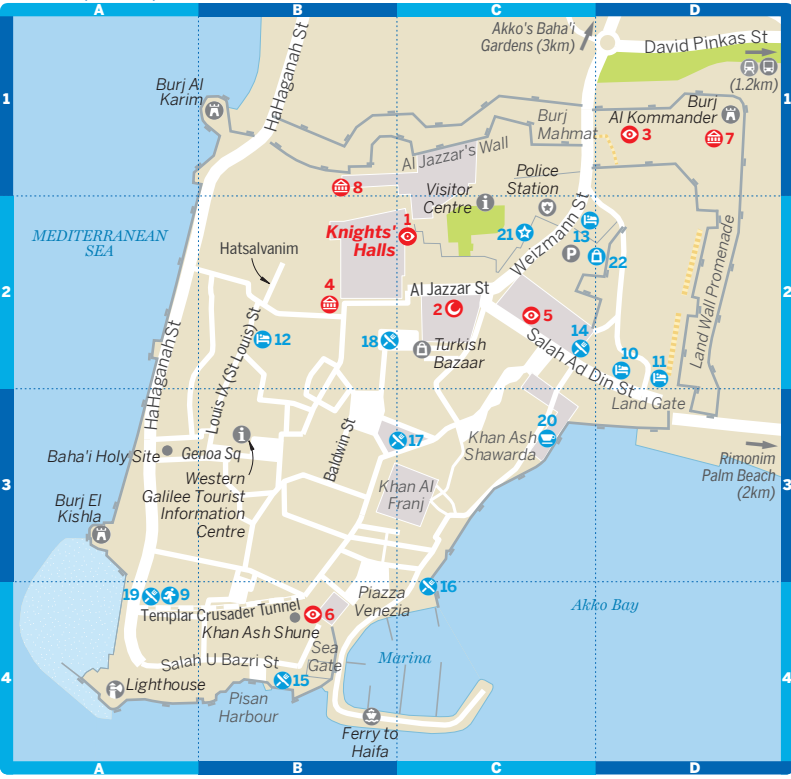 A B C D
Akko's Baha'i
Gardens (3km)
David Pinkas St
(1.2km)
HaHaganah St
Burj Al
Karim
1
1
Burj
Mahmat
Burj
Al Kommander
3
7
Al Jazzar's Wall
Police
Station
8
Visitor
Centre
1
Knights'
Halls
21
13
22
Weizmann St
MEDITERRANEAN
SEA
Hatsalvanim
2
2
4
Al Jazzar St
2
5
Land Wall Promenade
12
18
Turkish
Bazaar
14
Salah Ad Din St
10
11
HaHaganah St
Louis IX (St Louis) St
Land Gate
Baldwin St
17
20
Khan Ash
Shawarda
Baha'i Holy Site
Genoa Sq
Rimonim
Palm Beach
(2km)
3
3
Western
Galilee Tourist
Information
Centre
Khan Al
Franj
Burj El
Kishla
16
19
9
Piazza
Venezia
Akko Bay
Templar Crusader Tunnel
6
Khan Ash Shune
Sea
Gate
Marina
Salah U Bazri St
4
4
15
Lighthouse
Pisan
Harbour
Ferry to
Haifa
P
A B C D